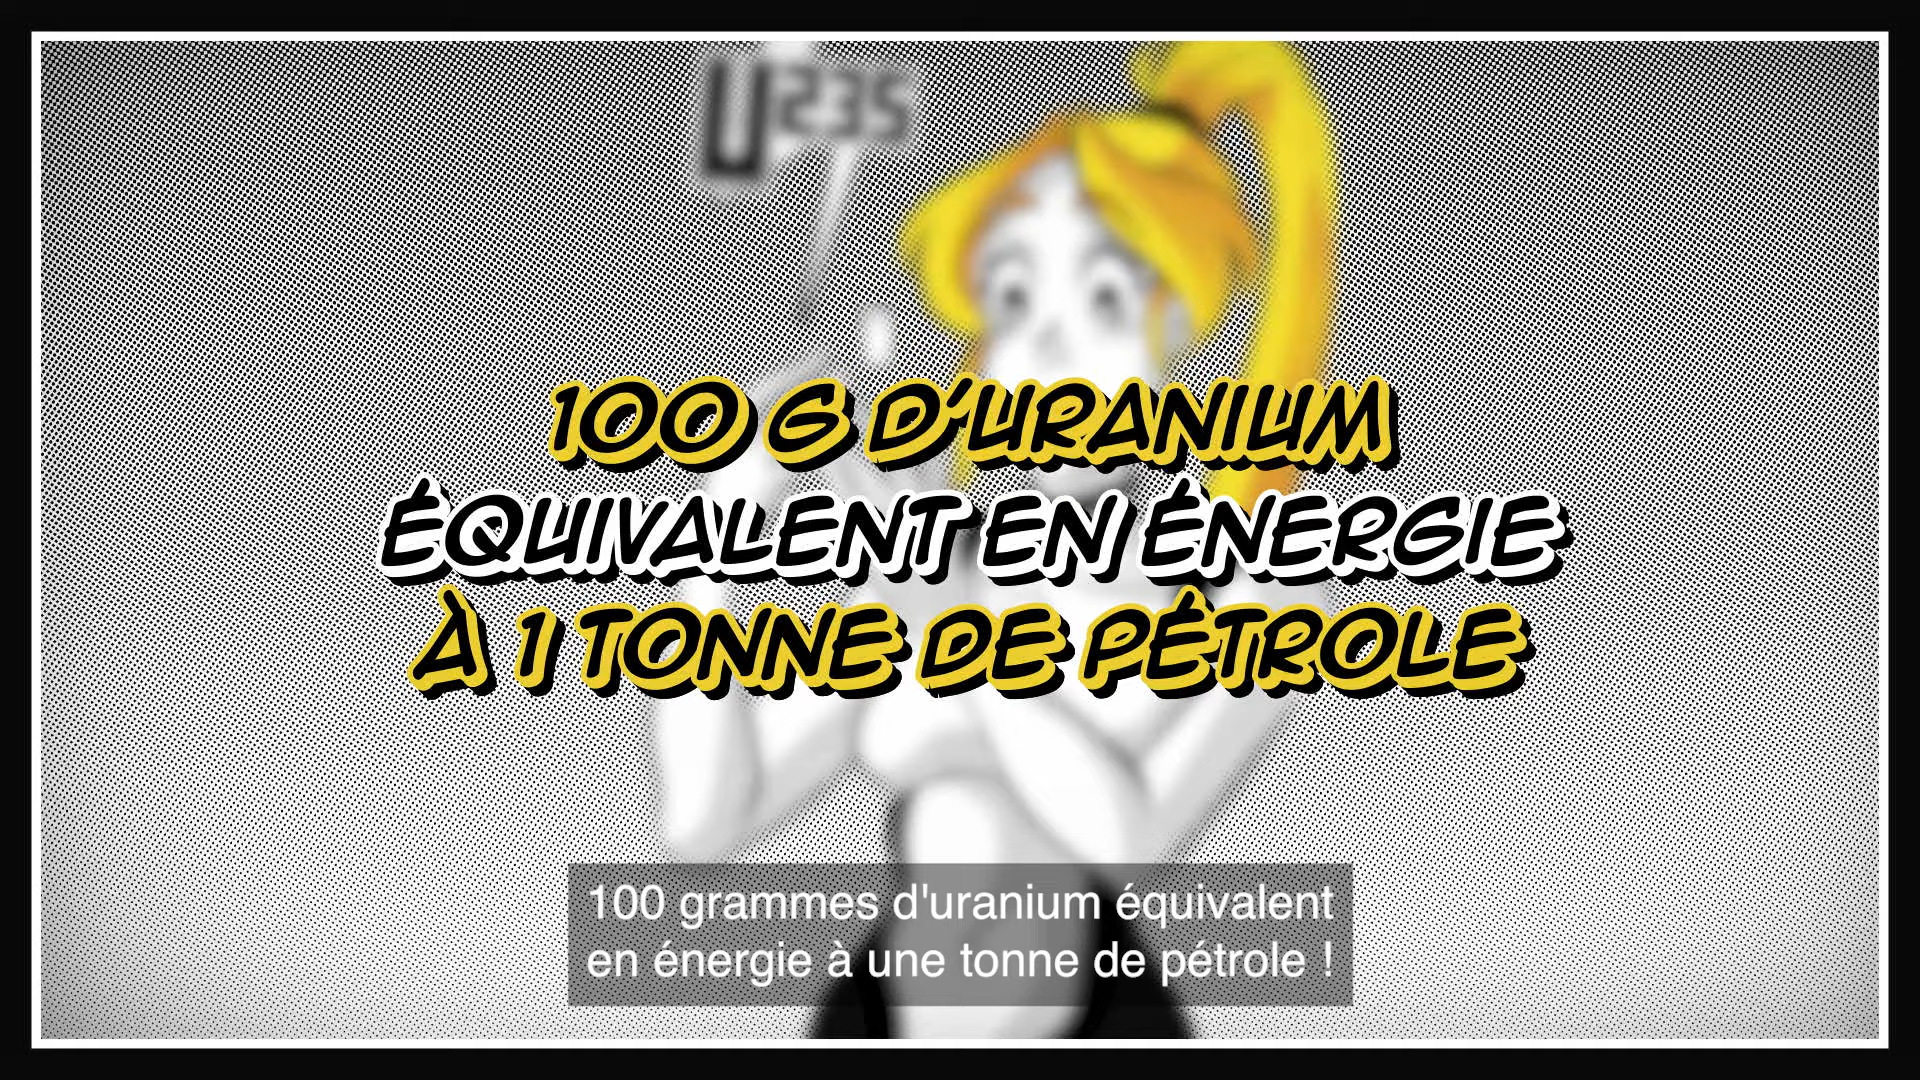 U235
100 G D'URANIUM
ÉQUIVALENT EN ÉNERGIE
À 1 TONNE DE PÉTROLE
100 grammes d'uranium équivalent
en énergie à une tonne de pétrole !